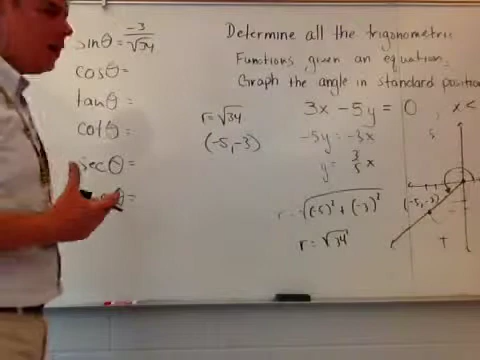 sinθ = -3/√34
cosθ =
tanθ =
cotθ =
secθ =
θ =
r = √34
(-5, -3)
Determine all the trigonometric
Functions, given an equation.
Graph the angle in standard position
3x - 5y = 0, x <
-5y = -3x
y = 3/5 x
r = √(-5)² + (-3)²
r = √34
(-5, -3)